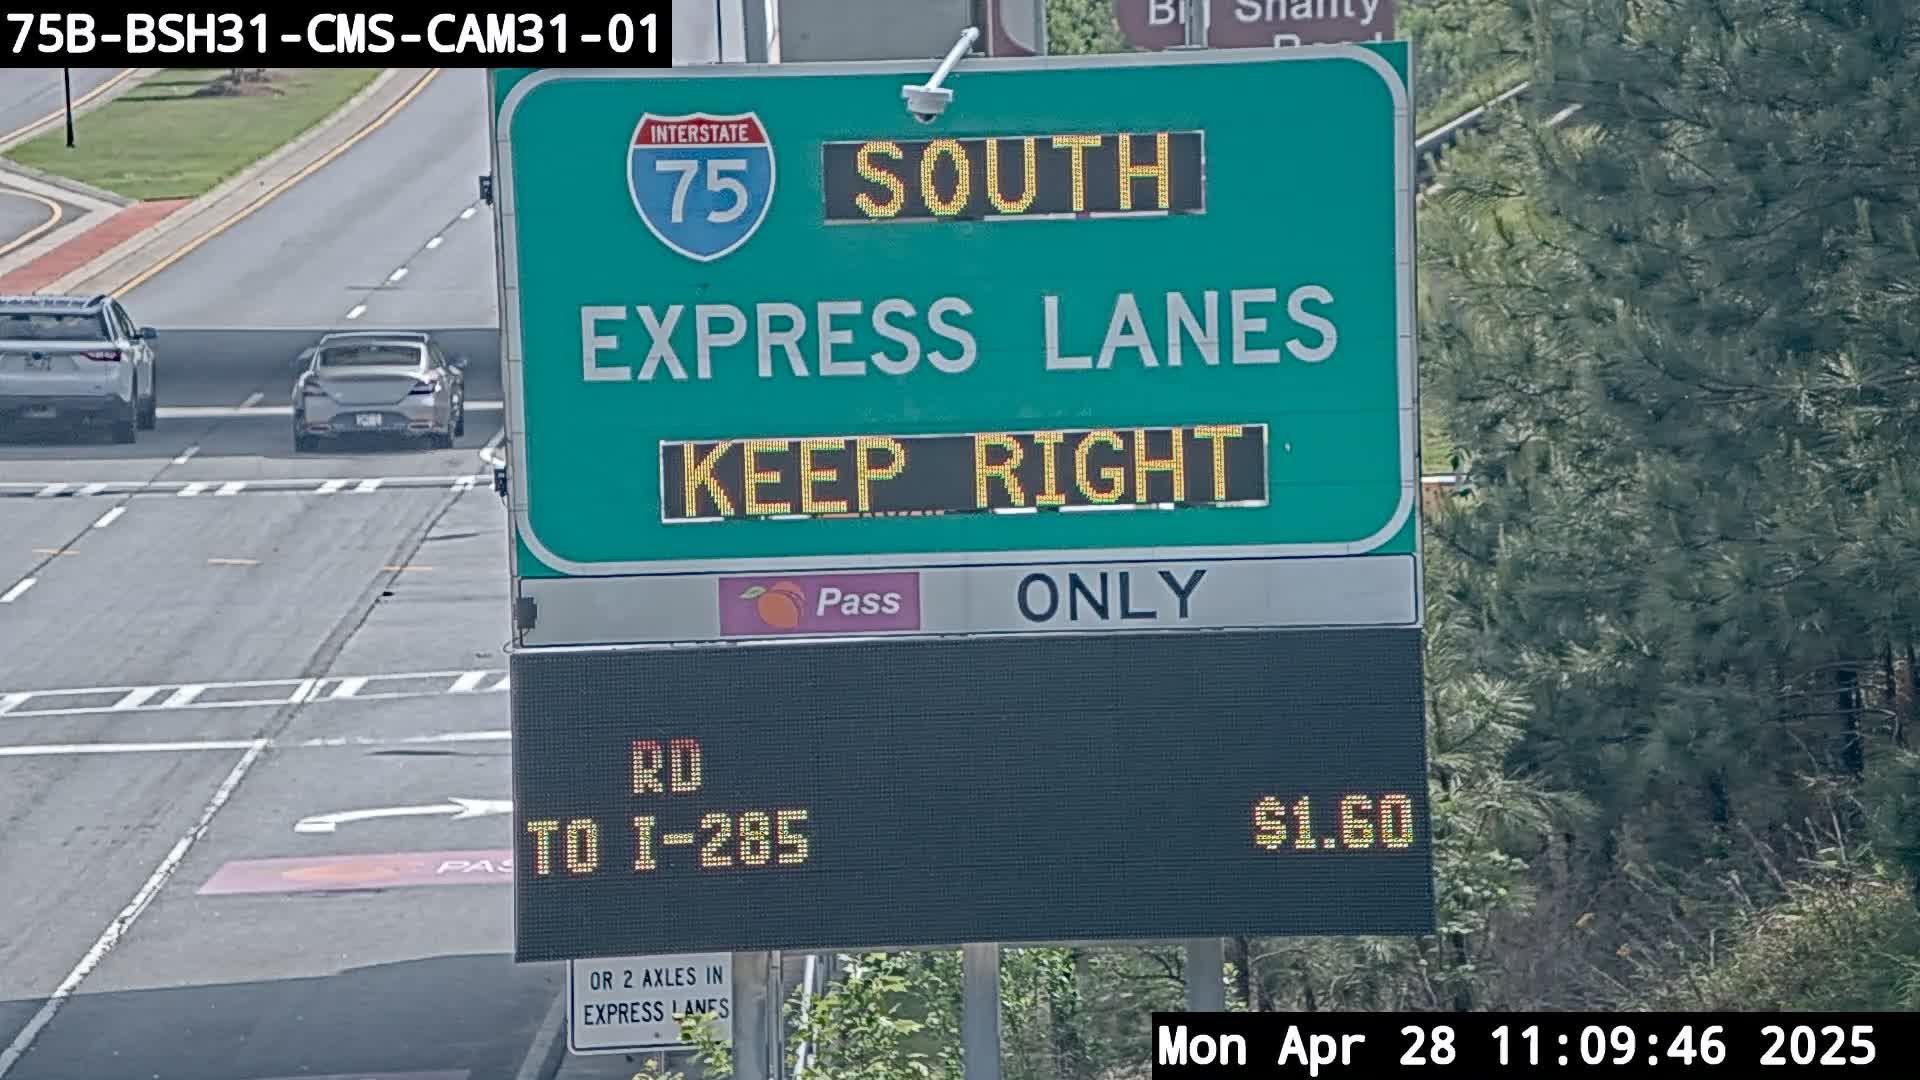 75B-BSH31-CMS-CAM31-01
Shanty
INTERSTATE
75
SOUTH
EXPRESS LANES
KEEP RIGHT
Pass ONLY
RD
TO I-285 $1.60
OR 2 AXLES IN
EXPRESS LANES
Mon Apr 28 11:09:46 2025